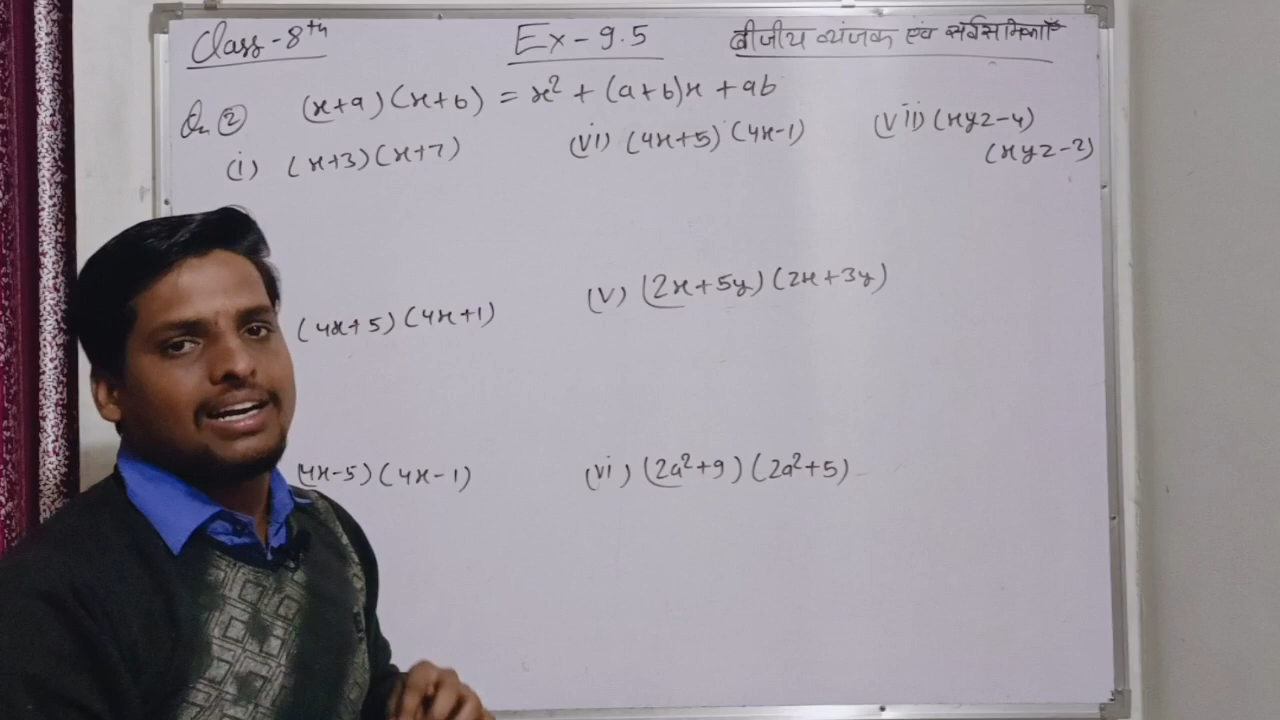 Class-8th Ex-9.5 बीजीय व्यंजक एवं सर्वसमिकाएँ
Qn ② (x+a)(x+b) = x² + (a+b)x + ab
(i) (x+3)(x+7) (vi) (4x+5)(4x-1) (vii) (xyz-4)
(xyz-2)
(4x+5)(4x+1) (v) (2x+5y)(2x+3y)
(4x-5)(4x-1) (vi) (2a²+9)(2a²+5)